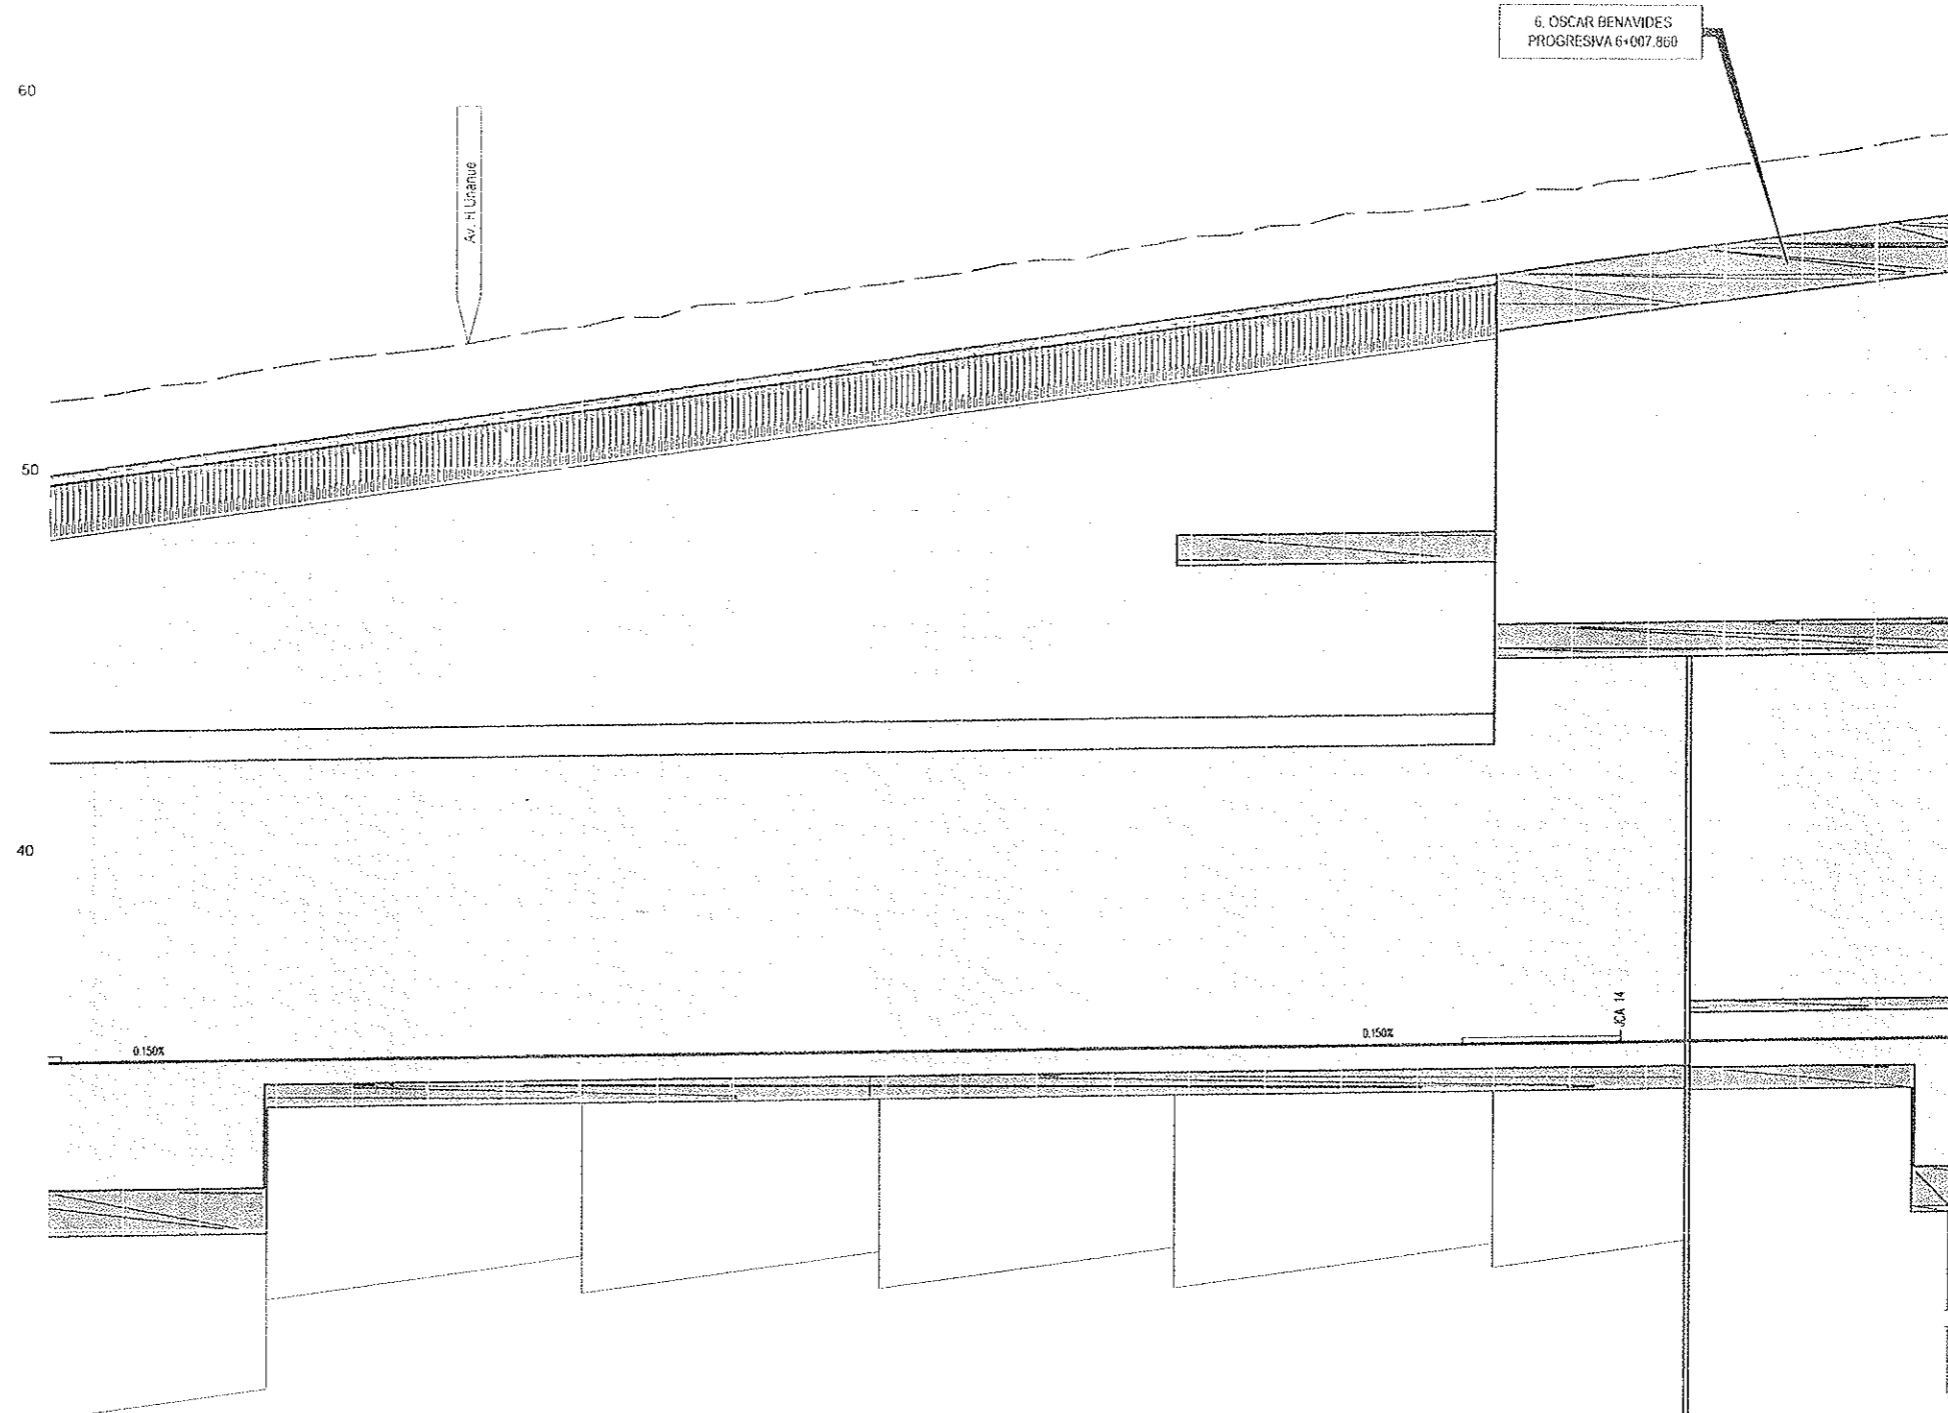 6. OSCAR BENAVIDES
PROGRESIVA 6+007.860
60
Av. H Unanue
50
40
0.150%
0.150%
JCA 14